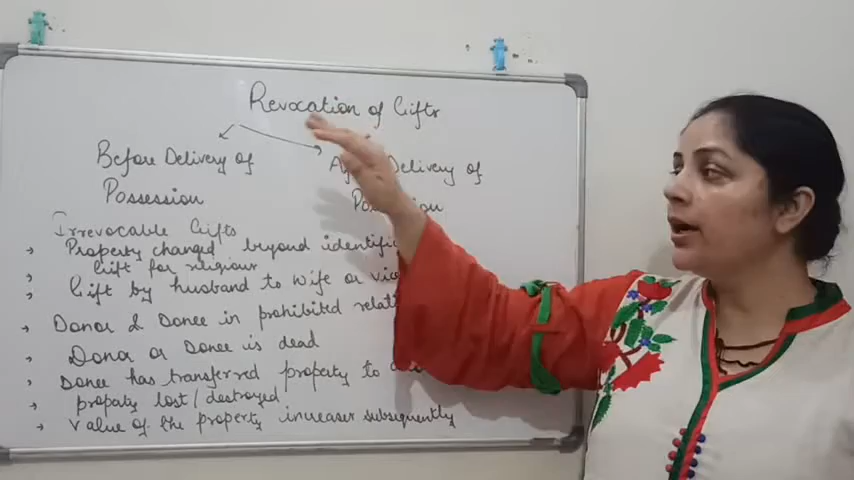 Revocation of Gifts
Before Delivery of
Possession
Delivery of
Irrevocable Gifts
→ Property changed beyond
→ Gift for religious
→ Gift by husband to wife or
→ Donor & Donee in prohibited
→ Donor or Donee is dead
→ Donee has transferred property to
→ property lost/destroyed
→ Value of the property increases subsequently